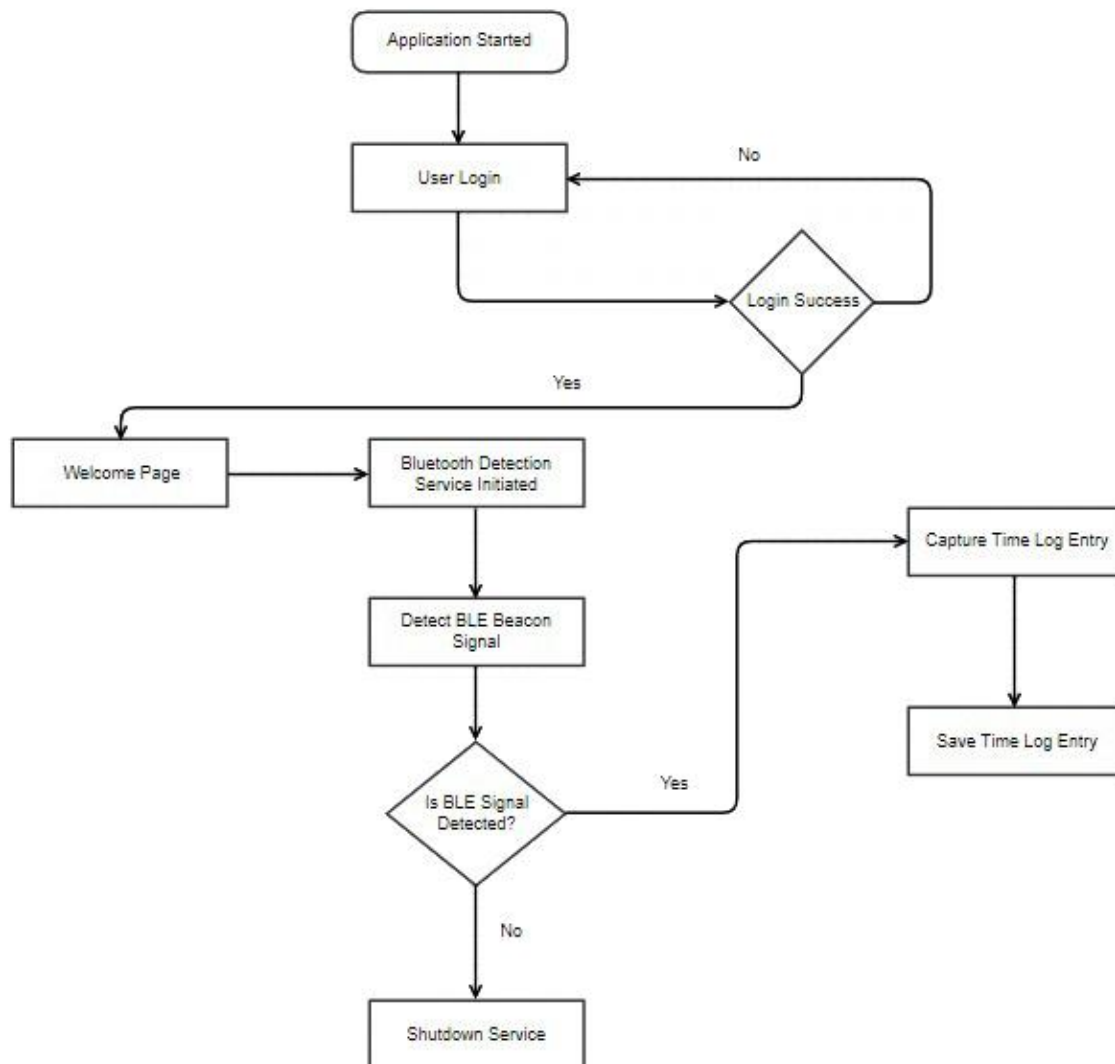 Application Started
User Login
No
Login Success
Yes
Welcome Page
Bluetooth Detection
Service Initiated
Capture Time Log Entry
Detect BLE Beacon
Signal
Save Time Log Entry
Yes
Is BLE Signal
Detected?
No
Shutdown Service